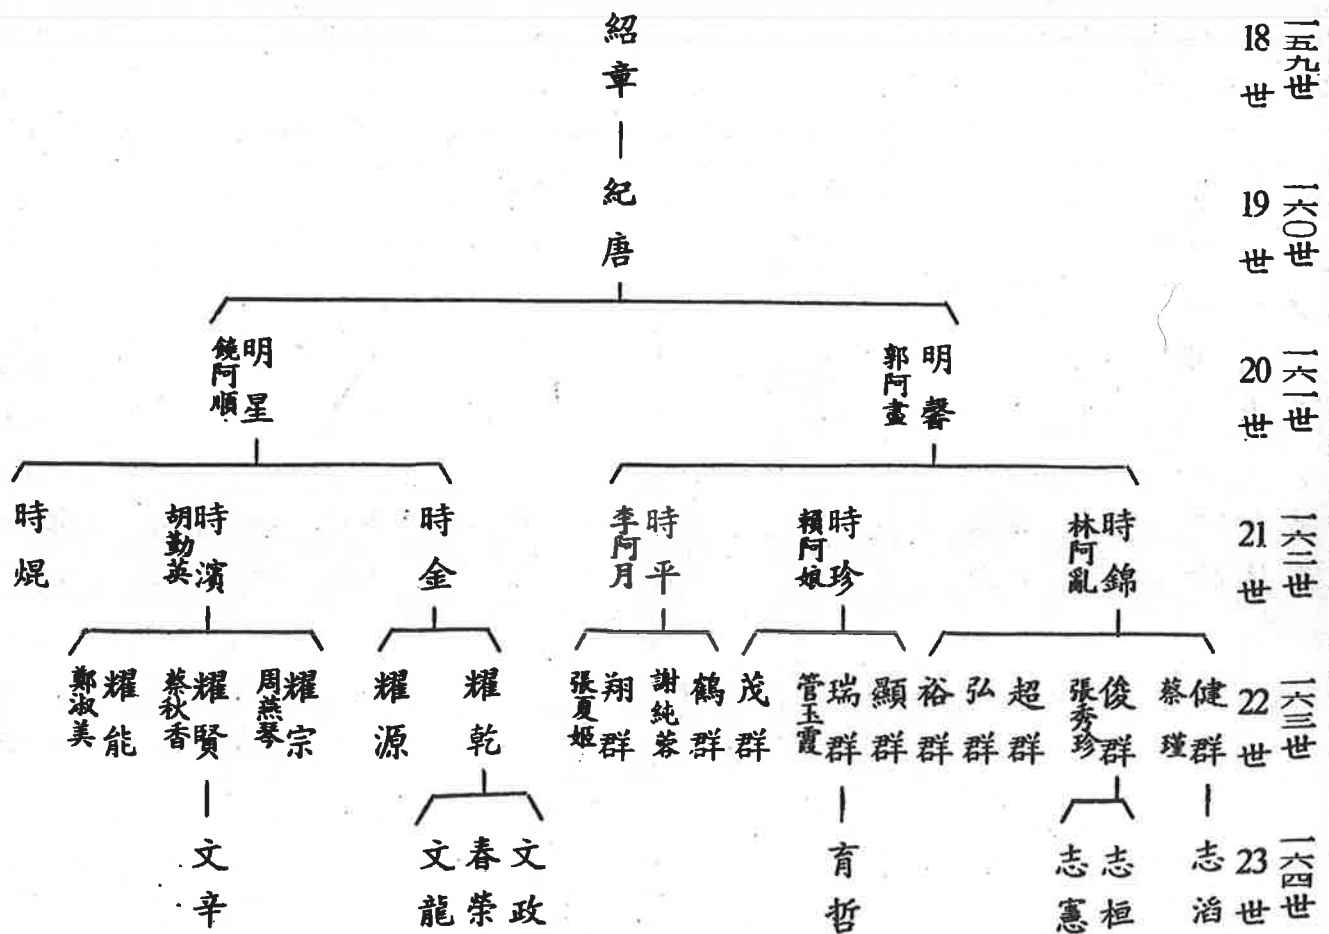 一五九世
18世
紹章
一六〇世
19世
紀唐
一六一世
20世
明馨
郭阿畫
明星
饒阿順
一六二世
21世
時錦
林阿亂
時珍
賴阿娘
時平
李阿月
時金
時濱
胡勤英
時焜
一六三世
22世
健群
蔡瑾
俊群
張秀珍
超群
弘群
裕群
顯群
瑞群
管玉霞
茂群
鶴群
謝純蓉
翔群
張夏姬
耀乾
耀源
耀宗
周燕琴
耀賢
蔡秋香
耀能
鄭淑美
一六四世
23世
志滔
志桓
志憲
育哲
文政
春榮
文龍
文辛